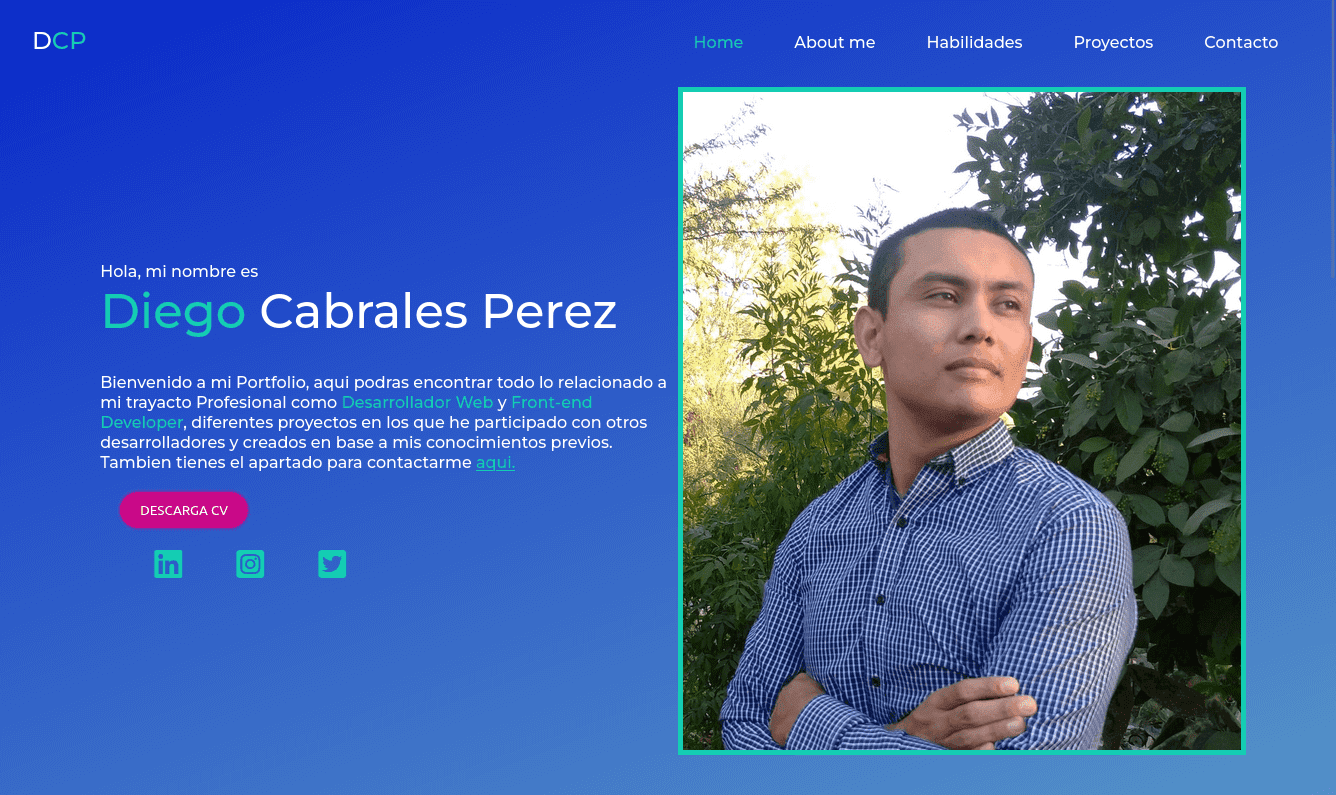 DCP
Home About me Habilidades Proyectos Contacto
Hola, mi nombre es
Diego Cabrales Perez
Bienvenido a mi Portfolio, aqui podras encontrar todo lo relacionado a
mi trayacto Profesional como Desarrollador Web y Front-end
Developer, diferentes proyectos en los que he participado con otros
desarrolladores y creados en base a mis conocimientos previos.
Tambien tienes el apartado para contactarme aqui.
DESCARGA CV
in